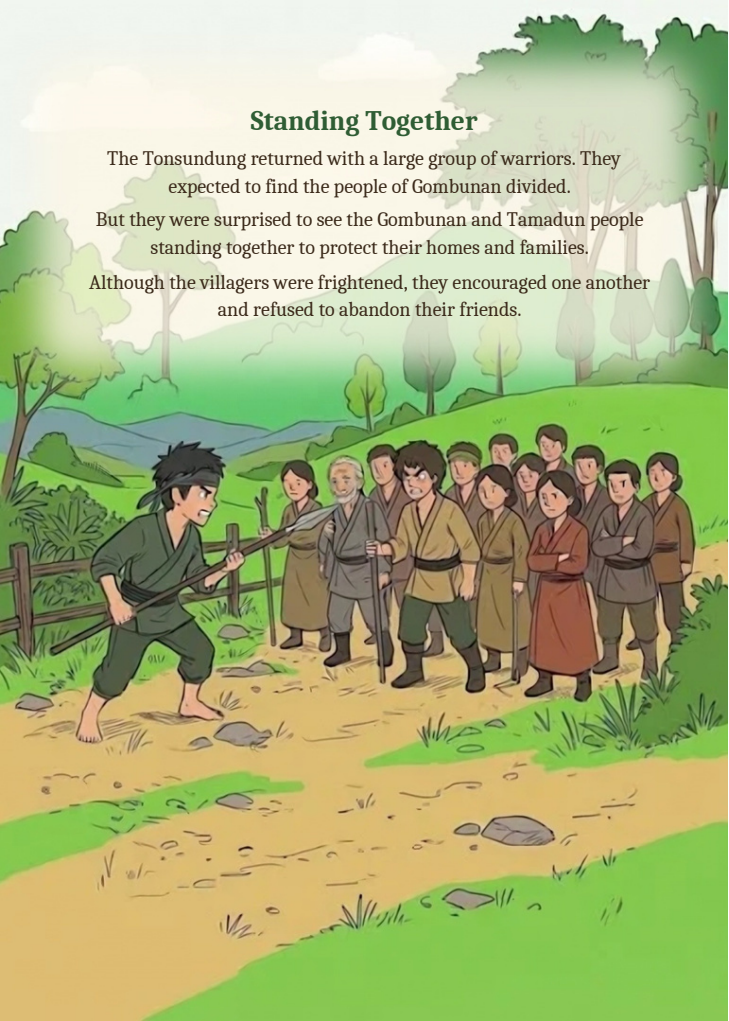 Standing Together
The Tonsundung returned with a large group of warriors. They
expected to find the people of Gombunan divided.
But they were surprised to see the Gombunan and Tamadun people
standing together to protect their homes and families.
Although the villagers were frightened, they encouraged one another
and refused to abandon their friends.